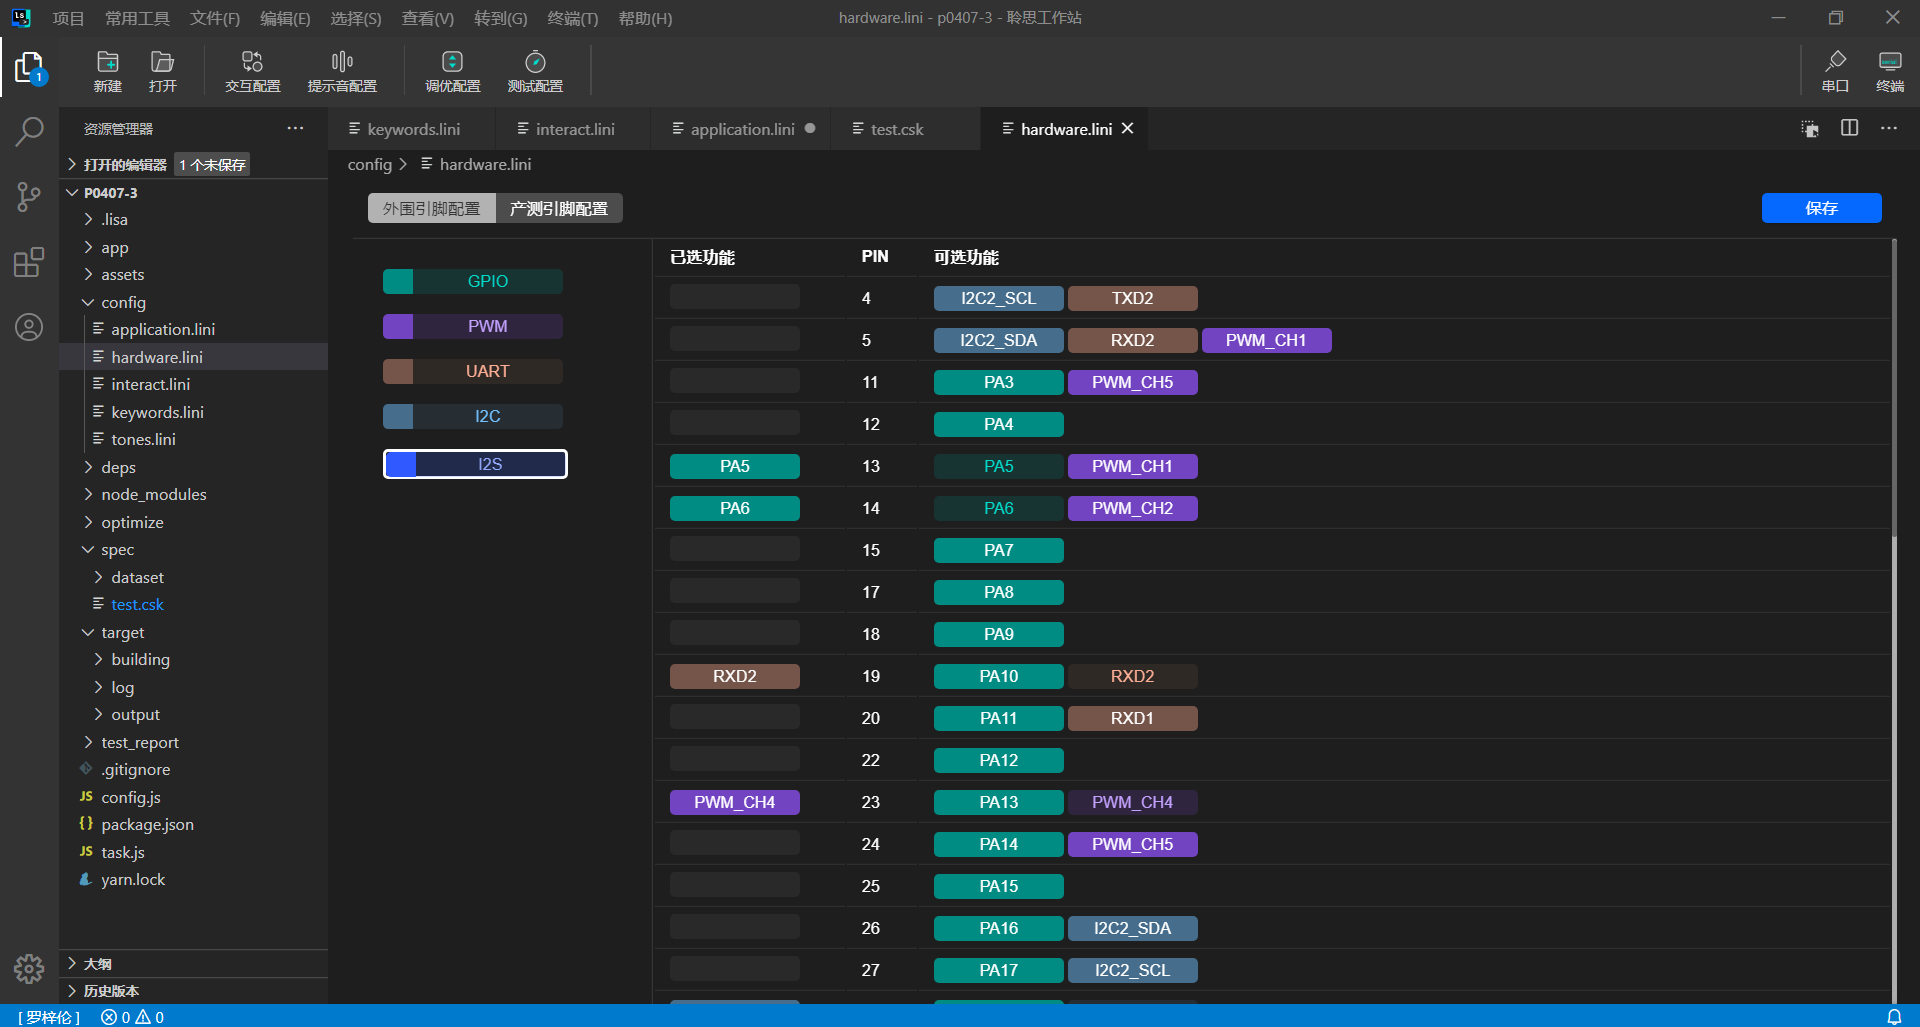 项目 常用工具 文件(F) 编辑(E) 选择(S) 查看(V) 转到(G) 终端(T) 帮助(H) hardware.lini - p0407-3 - 聆思工作站
新建 打开 交互配置 提示音配置 调优配置 测试配置 串口 终端
1
资源管理器
keywords.lini interact.lini application.lini test.csk hardware.lini
打开的编辑器 1 个未保存
config hardware.lini
P0407-3
.lisa
app
assets
config
application.lini
hardware.lini
interact.lini
keywords.lini
tones.lini
deps
node_modules
optimize
spec
dataset
test.csk
target
building
log
output
test_report
.gitignore
JS config.js
{} package.json
JS task.js
yarn.lock
大纲
历史版本
外围引脚配置 产测引脚配置 保存
GPIO
PWM
UART
I2C
I2S
已选功能 PIN 可选功能
4 I2C2_SCL TXD2
5 I2C2_SDA RXD2 PWM_CH1
11 PA3 PWM_CH5
12 PA4
PA5 13 PA5 PWM_CH1
PA6 14 PA6 PWM_CH2
15 PA7
17 PA8
18 PA9
RXD2 19 PA10 RXD2
20 PA11 RXD1
22 PA12
PWM_CH4 23 PA13 PWM_CH4
24 PA14 PWM_CH5
25 PA15
26 PA16 I2C2_SDA
27 PA17 I2C2_SCL
[ 罗梓伦 ] 0 0